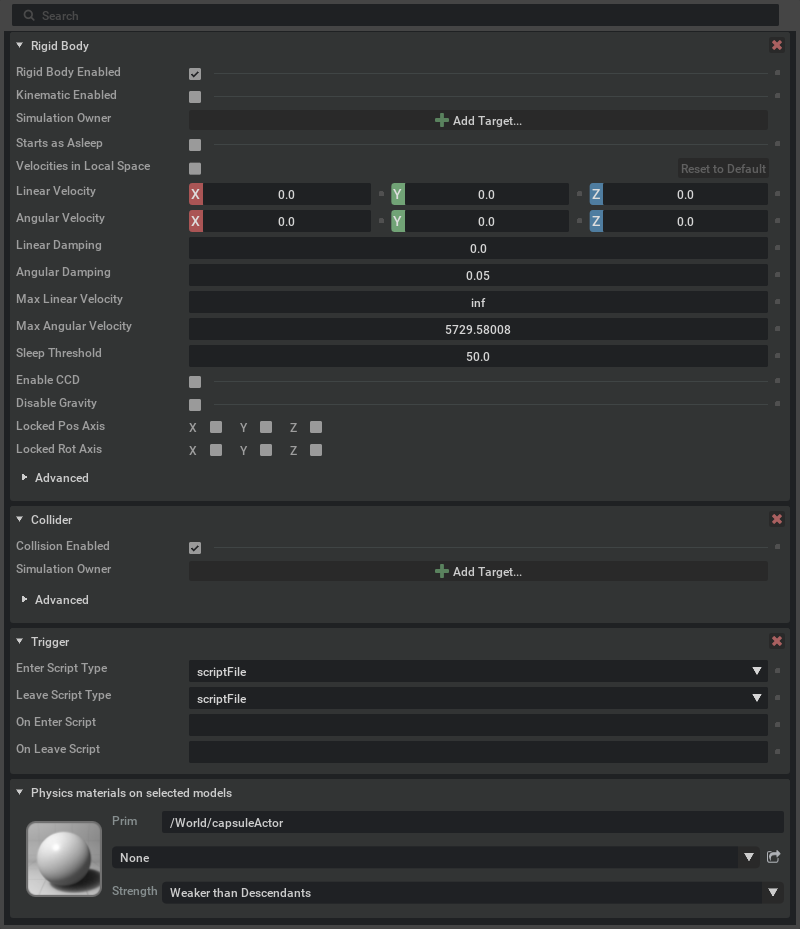 Search
Rigid Body
Rigid Body Enabled
Kinematic Enabled
Simulation Owner Add Target...
Starts as Asleep
Velocities in Local Space Reset to Default
Linear Velocity X 0.0 Y 0.0 Z 0.0
Angular Velocity X 0.0 Y 0.0 Z 0.0
Linear Damping 0.0
Angular Damping 0.05
Max Linear Velocity inf
Max Angular Velocity 5729.58008
Sleep Threshold 50.0
Enable CCD
Disable Gravity
Locked Pos Axis X Y Z
Locked Rot Axis X Y Z
Advanced
Collider
Collision Enabled
Simulation Owner Add Target...
Advanced
Trigger
Enter Script Type scriptFile
Leave Script Type scriptFile
On Enter Script
On Leave Script
Physics materials on selected models
Prim /World/capsuleActor
None
Strength Weaker than Descendants